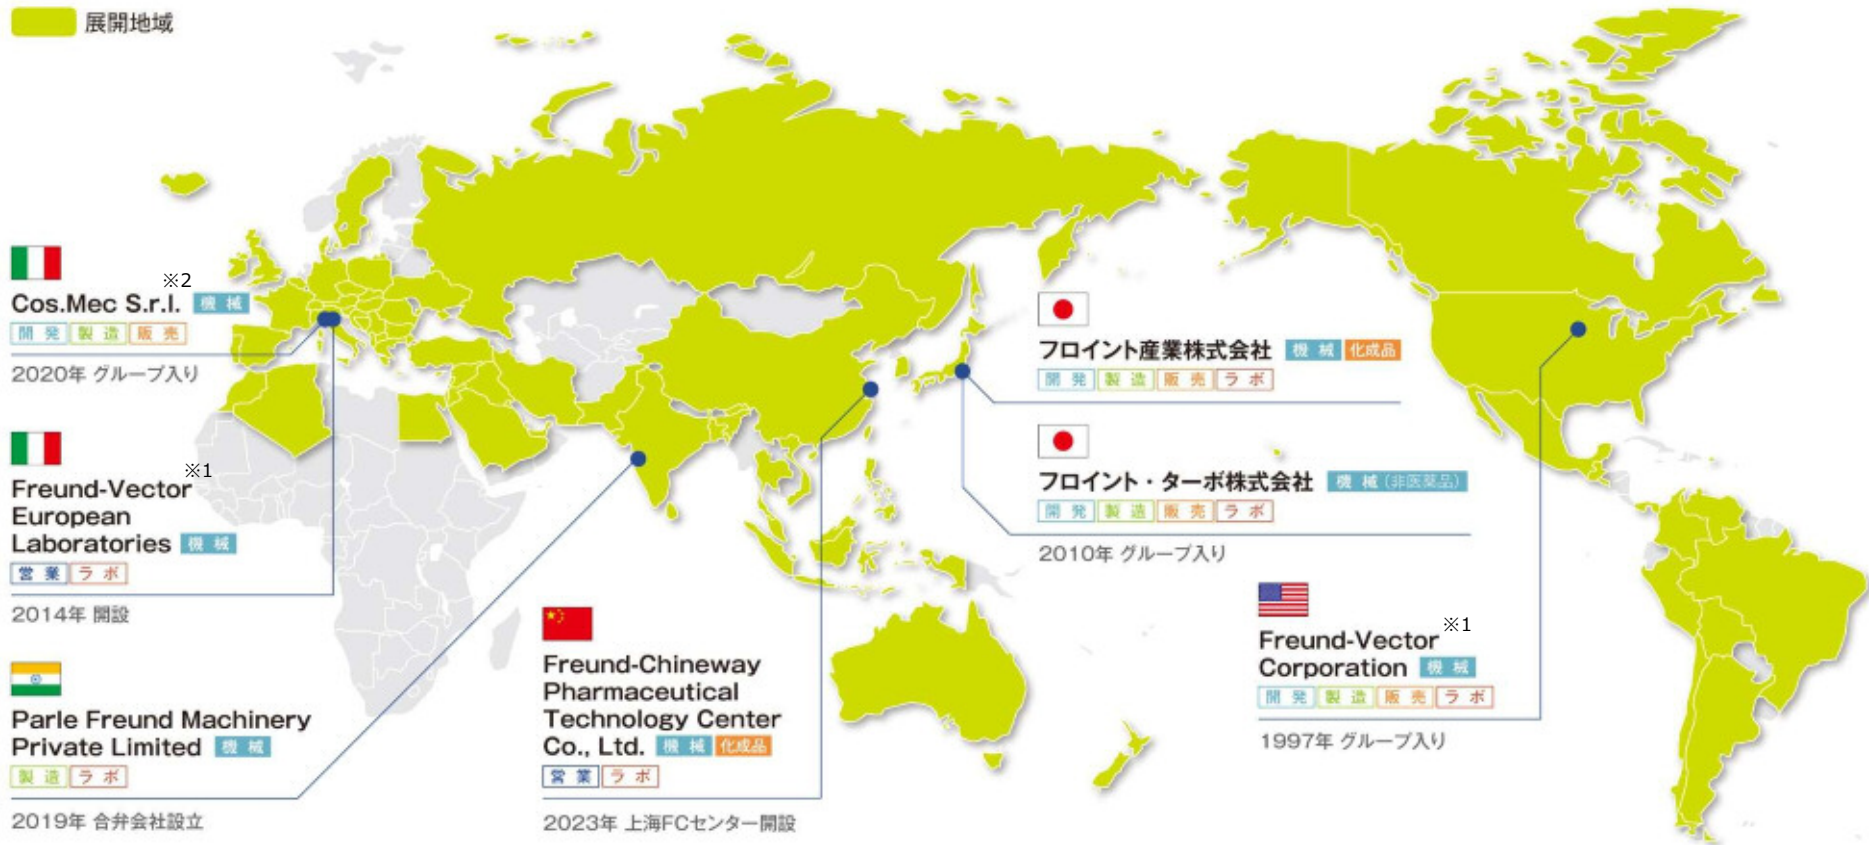 展開地域
※2
Cos.Mec S.r.l. 機械
開発 製造 販売
2020年 グループ入り
※1
Freund-Vector
European
Laboratories 機械
営業 ラボ
2014年 開設
Parle Freund Machinery
Private Limited 機械
製造 ラボ
2019年 合弁会社設立
Freund-Chineway
Pharmaceutical
Technology Center
Co., Ltd. 機械 化成品
営業 ラボ
2023年 上海FCセンター開設
フロイント産業株式会社 機械 化成品
開発 製造 販売 ラボ
フロイント・ターボ株式会社 機械(非医薬品)
開発 製造 販売 ラボ
2010年 グループ入り
Freund-Vector ※1
Corporation 機械
開発 製造 販売 ラボ
1997年 グループ入り